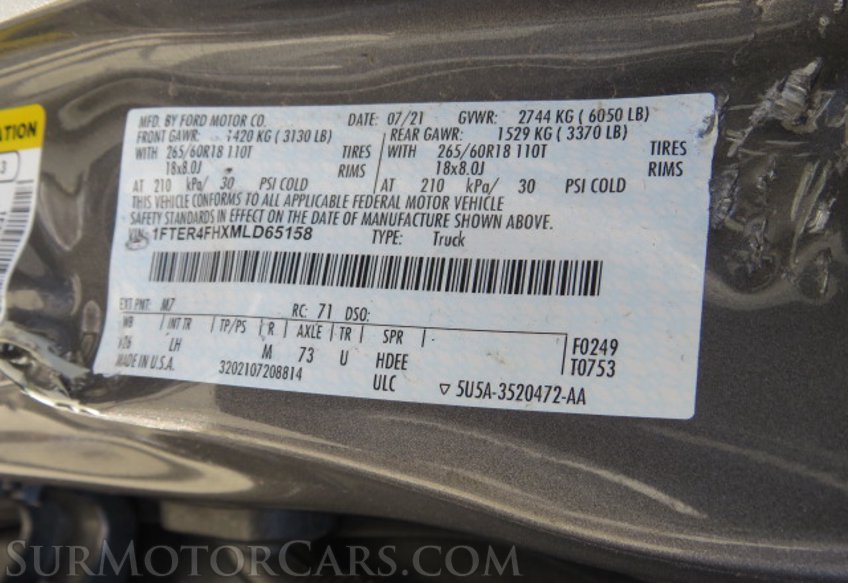 ATION
MFD. BY FORD MOTOR CO. DATE: 07/21 GVWR: 2744 KG ( 6050 LB)
FRONT GAWR: 1420 KG ( 3130 LB) REAR GAWR: 1529 KG ( 3370 LB)
WITH 265/60R18 110T TIRES WITH 265/60R18 110T TIRES
18x8.0J RIMS 18x8.0J RIMS
AT 210 kPa/ 30 PSI COLD AT 210 kPa/ 30 PSI COLD
THIS VEHICLE CONFORMS TO ALL APPLICABLE FEDERAL MOTOR VEHICLE
SAFETY STANDARDS IN EFFECT ON THE DATE OF MANUFACTURE SHOWN ABOVE.
VIN: 1FTER4FHXMLD65158 TYPE: Truck
EXT PNT: M7 RC: 71 DSO:
WB INT TR TP/PS R AXLE TR SPR F0249
LH M 73 U HDEE T0753
MADE IN U.S.A. 3202107208814 ULC ▽ 5U5A-3520472-AA
SURMOTORCARS.COM